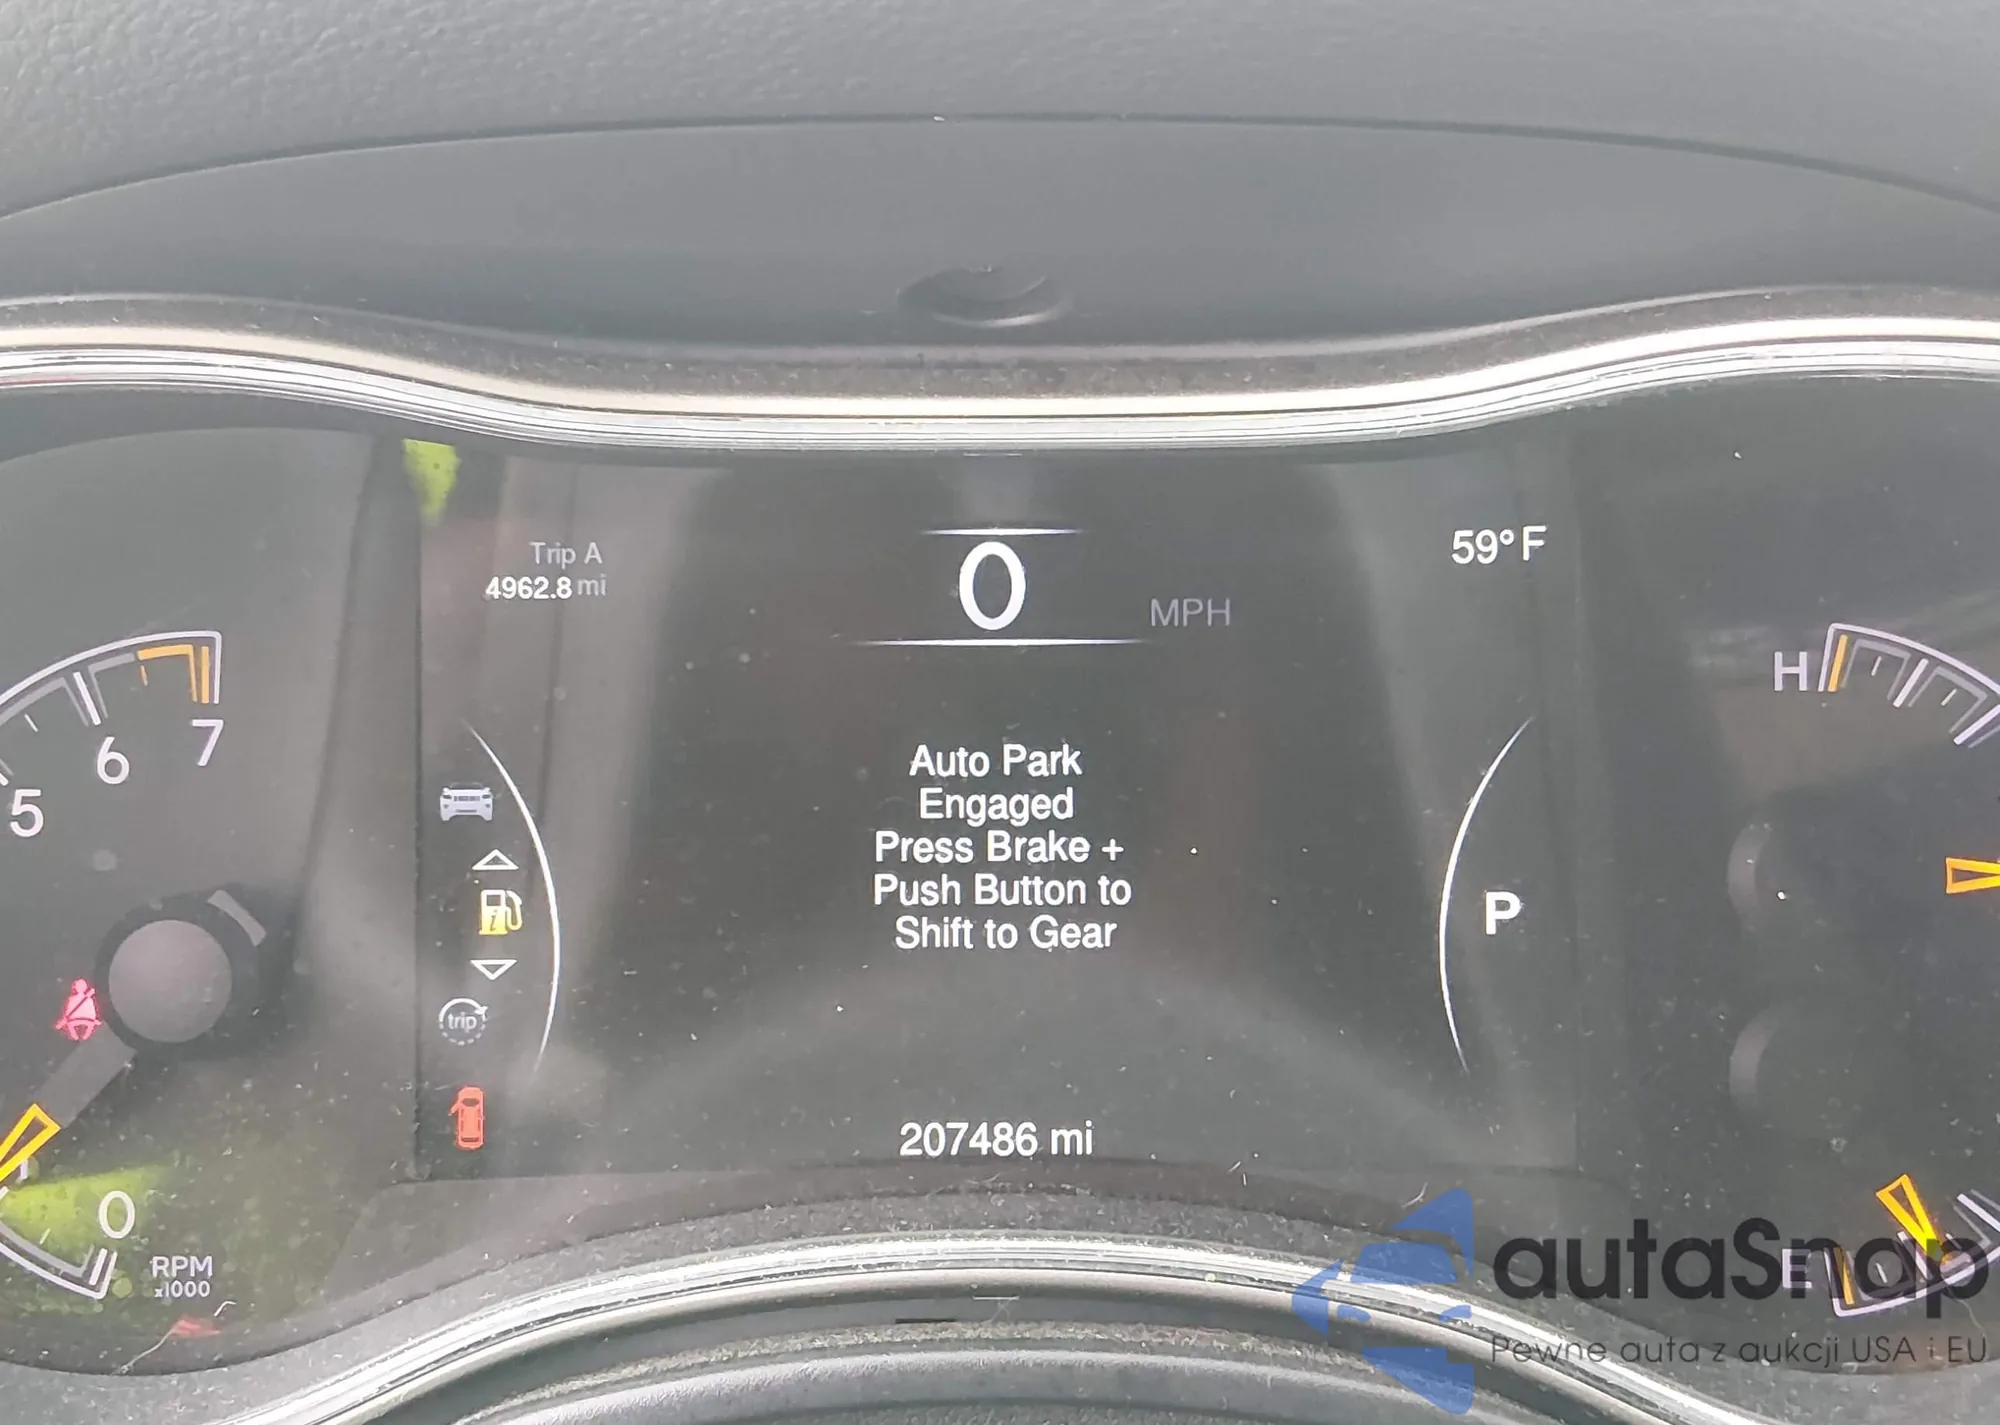 Trip A
4962.8 mi
0
MPH
59°F
5
6
7
H
Auto Park
Engaged
Press Brake +
Push Button to
Shift to Gear
P
trip
207486 mi
0
RPM
x1000
E
autaSnap
Pewne auta z aukcji USA i EU